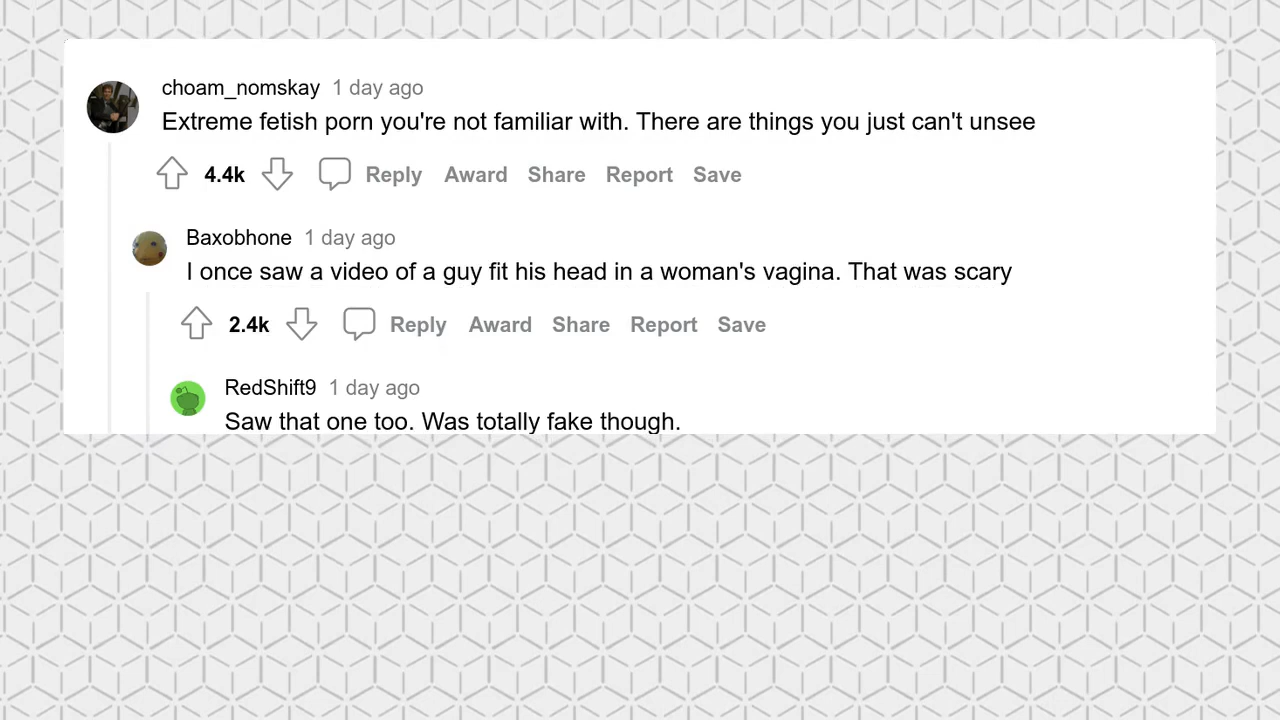 choam_nomskay 1 day ago
Extreme fetish porn you're not familiar with. There are things you just can't unsee
4.4k Reply Award Share Report Save
Baxobhone 1 day ago
I once saw a video of a guy fit his head in a woman's vagina. That was scary
2.4k Reply Award Share Report Save
RedShift9 1 day ago
Saw that one too. Was totally fake though.